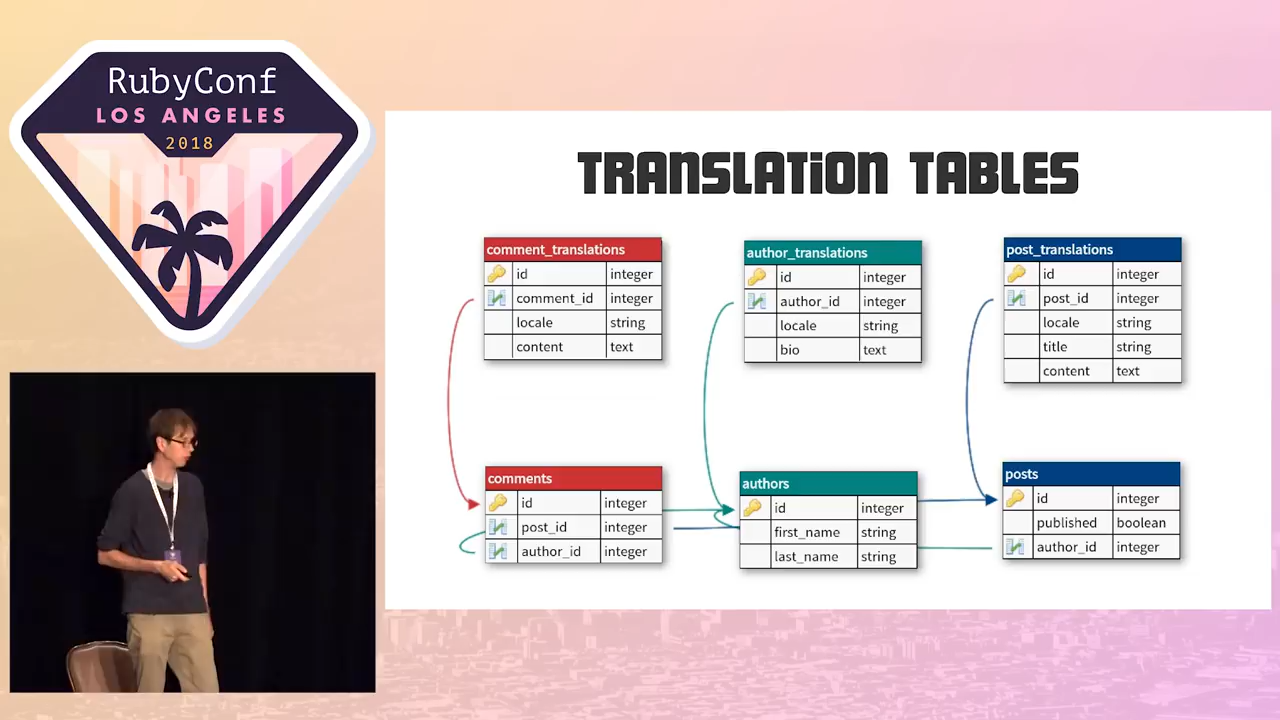 RubyConf
LOS ANGELES
2018
TRANSLATION TABLES
comment_translations
id integer
comment_id integer
locale string
content text
author_translations
id integer
author_id integer
locale string
bio text
post_translations
id integer
post_id integer
locale string
title string
content text
comments
id integer
post_id integer
author_id integer
authors
id integer
first_name string
last_name string
posts
id integer
published boolean
author_id integer